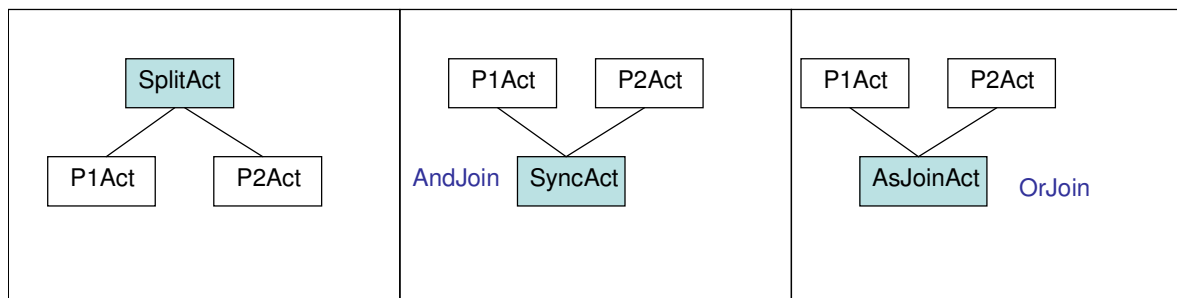 SplitAct
P1Act
P2Act
P1Act
P2Act
AndJoin
SyncAct
P1Act
P2Act
AsJoinAct
OrJoin